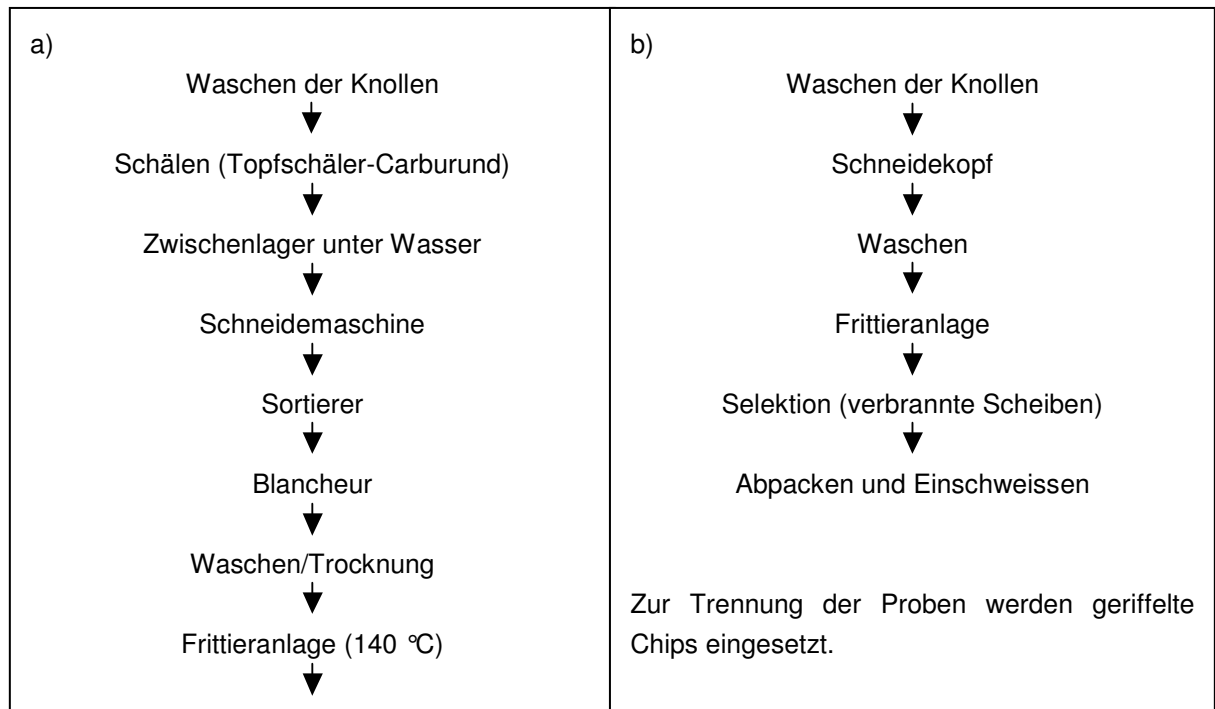 a)
Waschen der Knollen
Schälen (Topfschäler-Carburund)
Zwischenlager unter Wasser
Schneidemaschine
Sortierer
Blancheur
Waschen/Trocknung
Frittieranlage (140 °C)
b)
Waschen der Knollen
Schneidekopf
Waschen
Frittieranlage
Selektion (verbrannte Scheiben)
Abpacken und Einschweissen
Zur Trennung der Proben werden geriffelte
Chips eingesetzt.